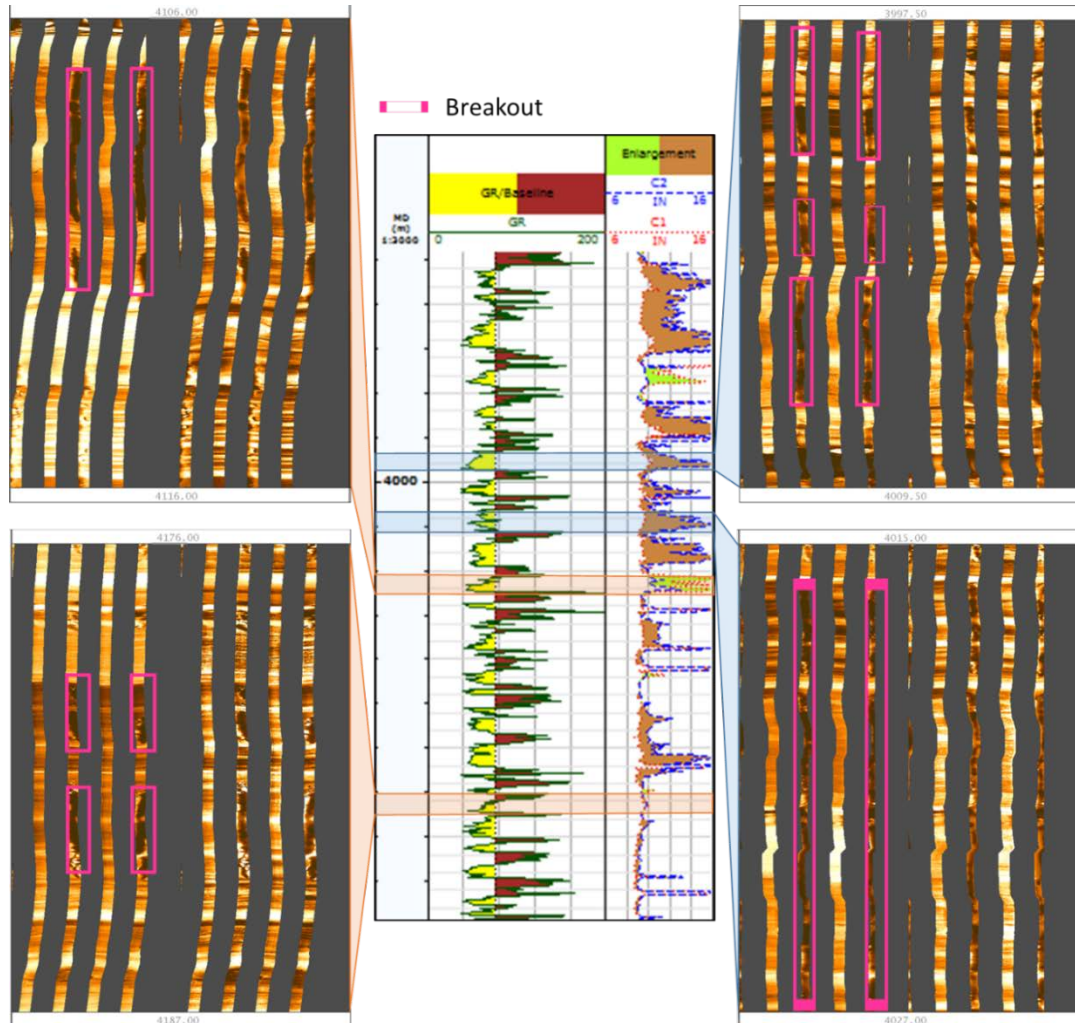 4106.00
4116.00
4176.00
4187.00
Breakout
MD
(m)
1:3000
GR/Baseline
GR
0 200
Enlargement
C2
6 IN 16
C1
6 IN 16
4000
3997.50
4009.50
4015.00
4027.00